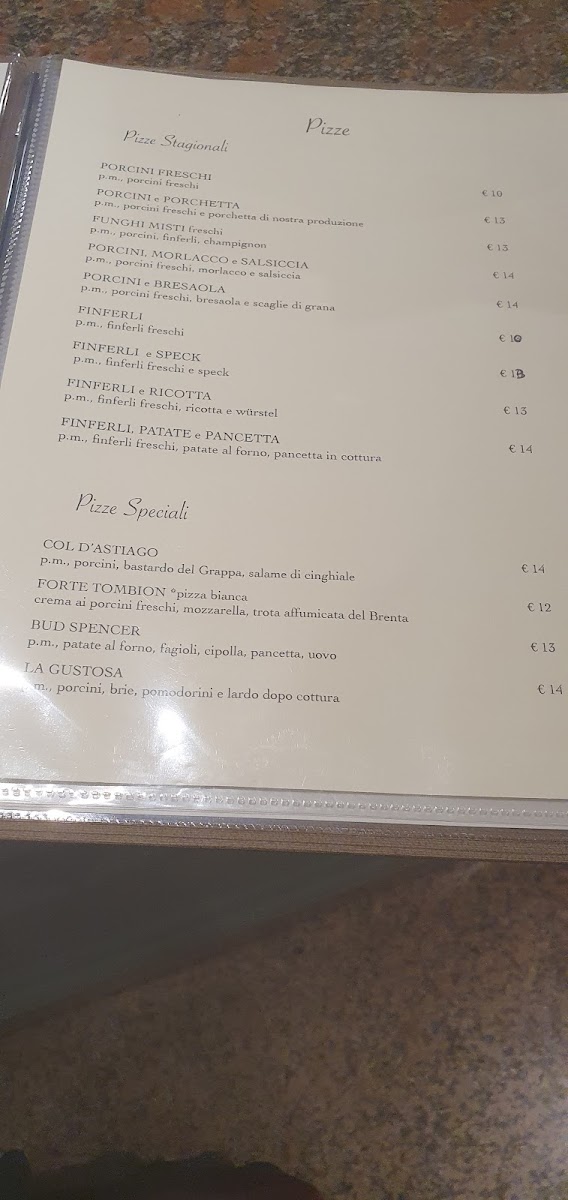 Pizze
Pizze Stagionali
PORCINI FRESCHI
p.m., porcini freschi € 10
PORCINI e PORCHETTA
p.m., porcini freschi e porchetta di nostra produzione € 13
FUNGHI MISTI freschi
p.m., porcini, finferli, champignon € 13
PORCINI, MORLACCO e SALSICCIA
p.m., porcini freschi, morlacco e salsiccia € 14
PORCINI e BRESAOLA
p.m., porcini freschi, bresaola e scaglie di grana € 14
FINFERLI
p.m., finferli freschi € 10
FINFERLI e SPECK
p.m., finferli freschi e speck € 13
FINFERLI e RICOTTA
p.m., finferli freschi, ricotta e würstel € 13
FINFERLI, PATATE e PANCETTA
p.m., finferli freschi, patate al forno, pancetta in cottura € 14
Pizze Speciali
COL D'ASTIAGO
p.m., porcini, bastardo del Grappa, salame di cinghiale € 14
FORTE TOMBION *pizza bianca
crema ai porcini freschi, mozzarella, trota affumicata del Brenta € 12
BUD SPENCER
p.m., patate al forno, fagioli, cipolla, pancetta, uovo € 13
LA GUSTOSA
p.m., porcini, brie, pomodorini e lardo dopo cottura € 14